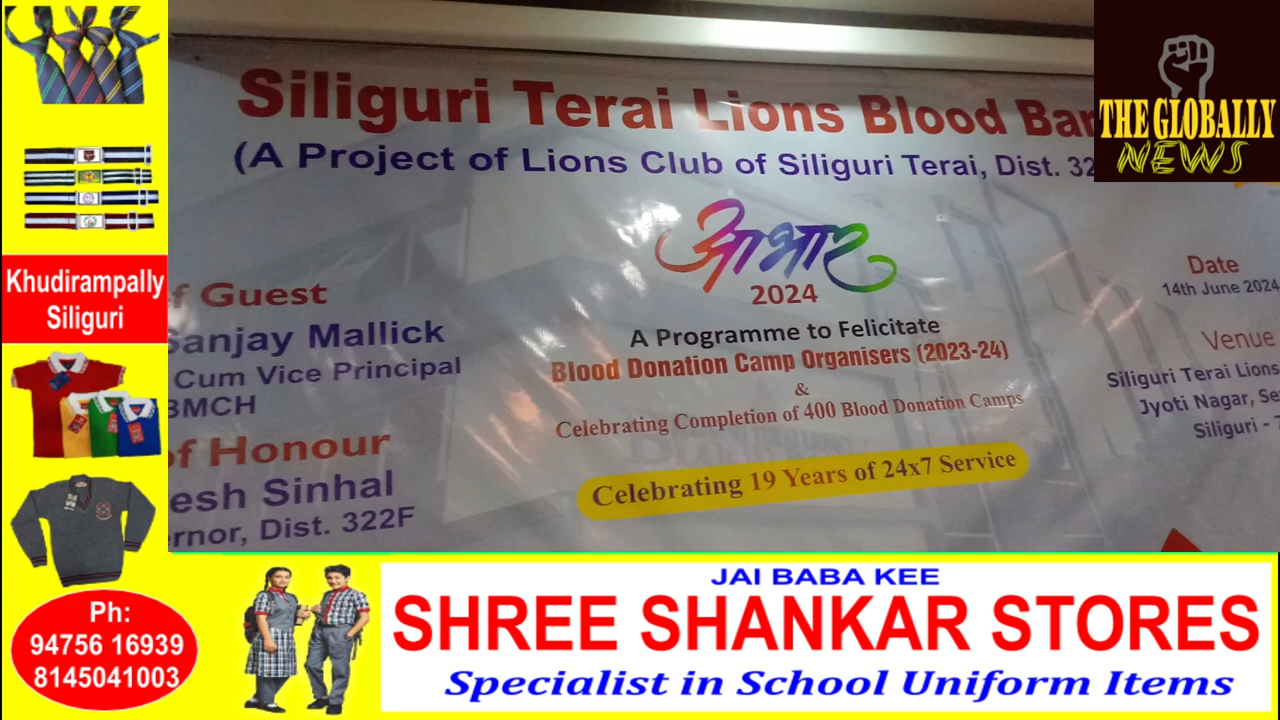 Siliguri Terai Lions Blood
(A Project of Lions Club of Siliguri Terai, Dist.
THE GLOBALLY
NEWS
आभार
2024
A Programme to Felicitate
Blood Donation Camp Organisers (2023-24)
&
Celebrating Completion of 400 Blood Donation Camps
Celebrating 19 Years of 24x7 Service
Guest
Sanjay Mallick
Cum Vice Principal
BMCH
of Honour
esh Sinhal
rnor, Dist. 322F
Date
14th June 2024
Venue
Siliguri Terai Lions
Jyoti Nagar, Se
Siliguri -
Khudirampally
Siliguri
Ph:
94756 16939
8145041003
JAI BABA KEE
SHREE SHANKAR STORES
Specialist in School Uniform Items